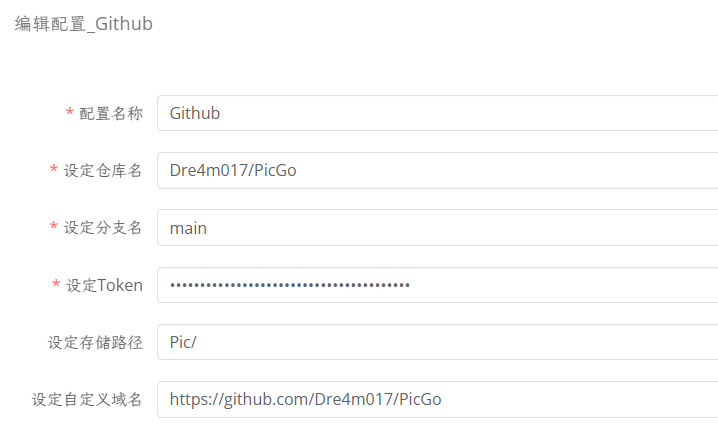 编辑配置_Github
* 配置名称 Github
* 设定仓库名 Dre4m017/PicGo
* 设定分支名 main
* 设定Token ••••••••••••••••••••••••••••••••••••••••
设定存储路径 Pic/
设定自定义域名 https://github.com/Dre4m017/PicGo